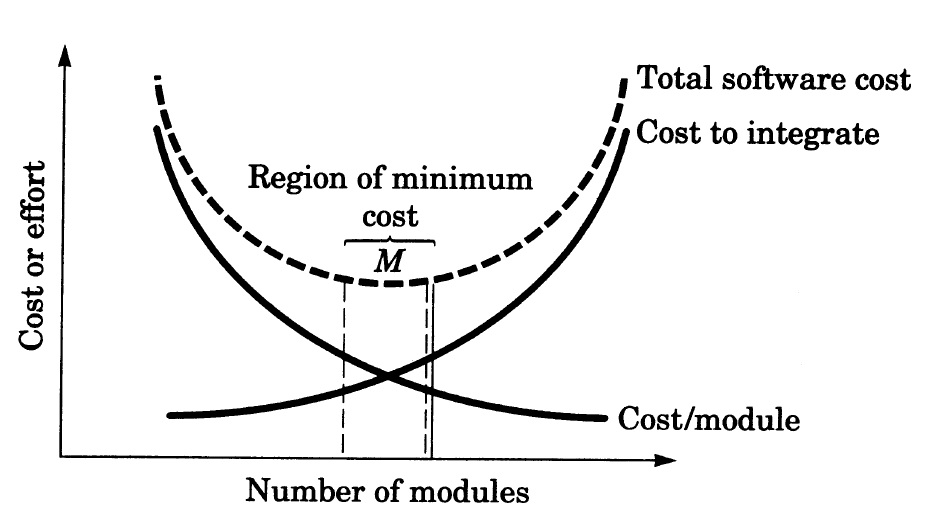 Total software cost
Cost to integrate
Region of minimum
cost
M
Cost or effort
Cost/module
Number of modules